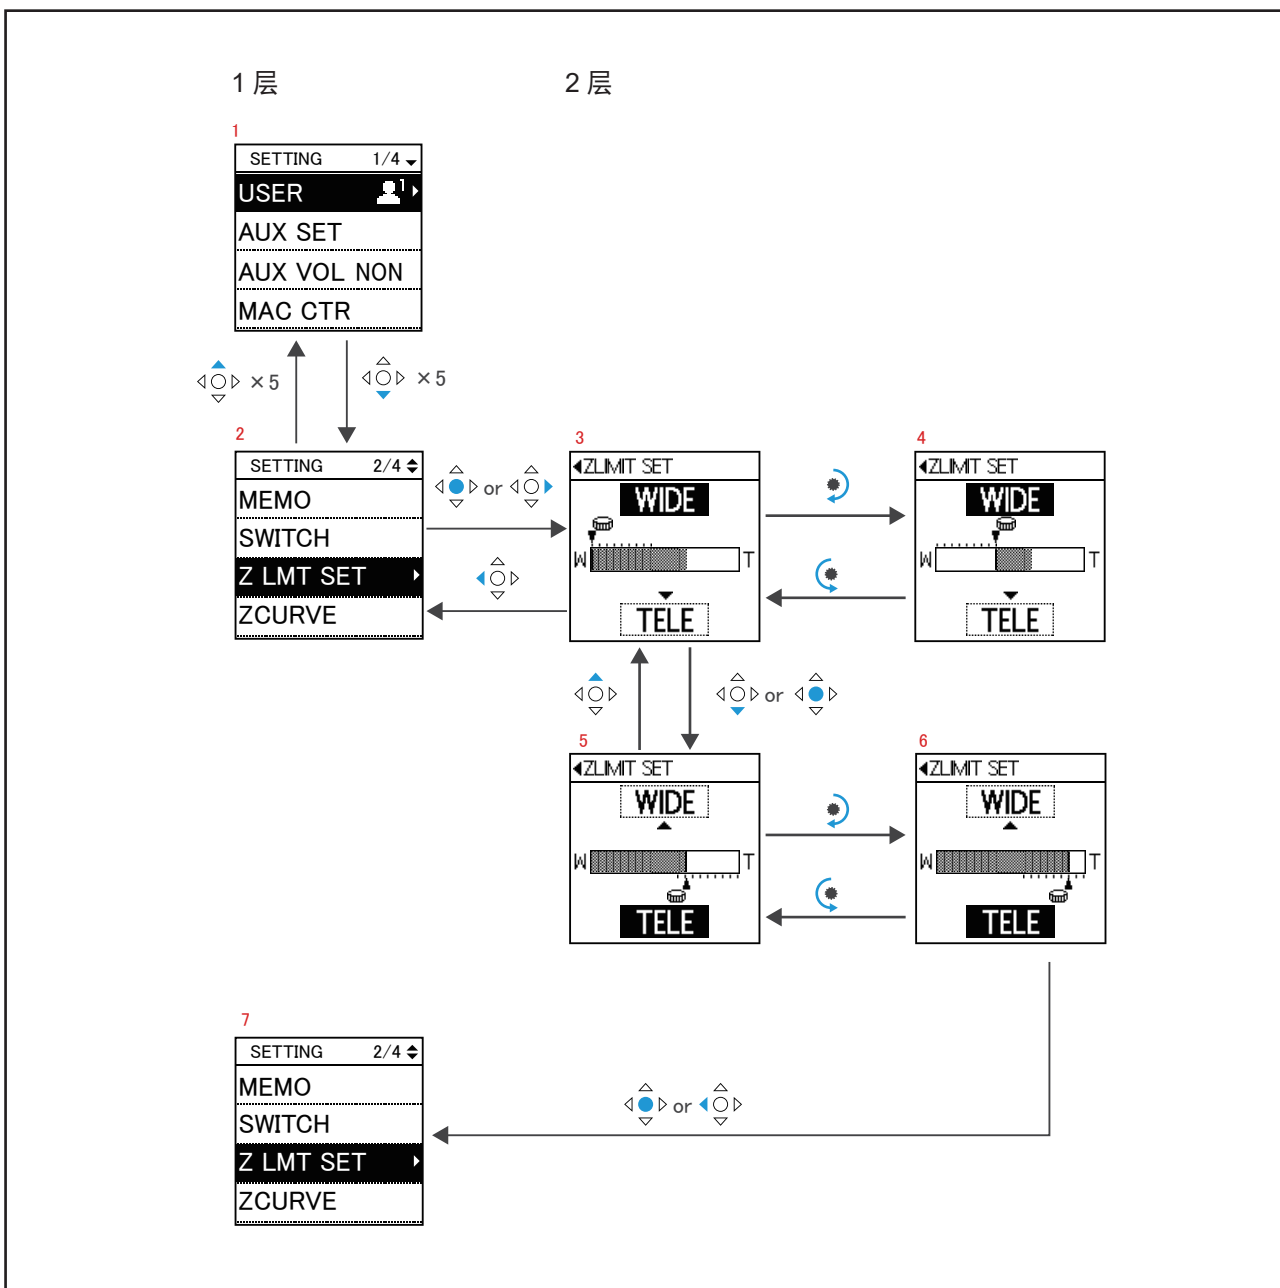 1 层
2 层
1
SETTING 1/4
USER 1
AUX SET
AUX VOL NON
MAC CTR
×5
×5
2
SETTING 2/4
MEMO
SWITCH
Z LMT SET
ZCURVE
or
3
ZLIMIT SET
WIDE
W T
TELE
4
ZLIMIT SET
WIDE
W T
TELE
or
5
ZLIMIT SET
WIDE
W T
TELE
6
ZLIMIT SET
WIDE
W T
TELE
7
SETTING 2/4
MEMO
SWITCH
Z LMT SET
ZCURVE
or